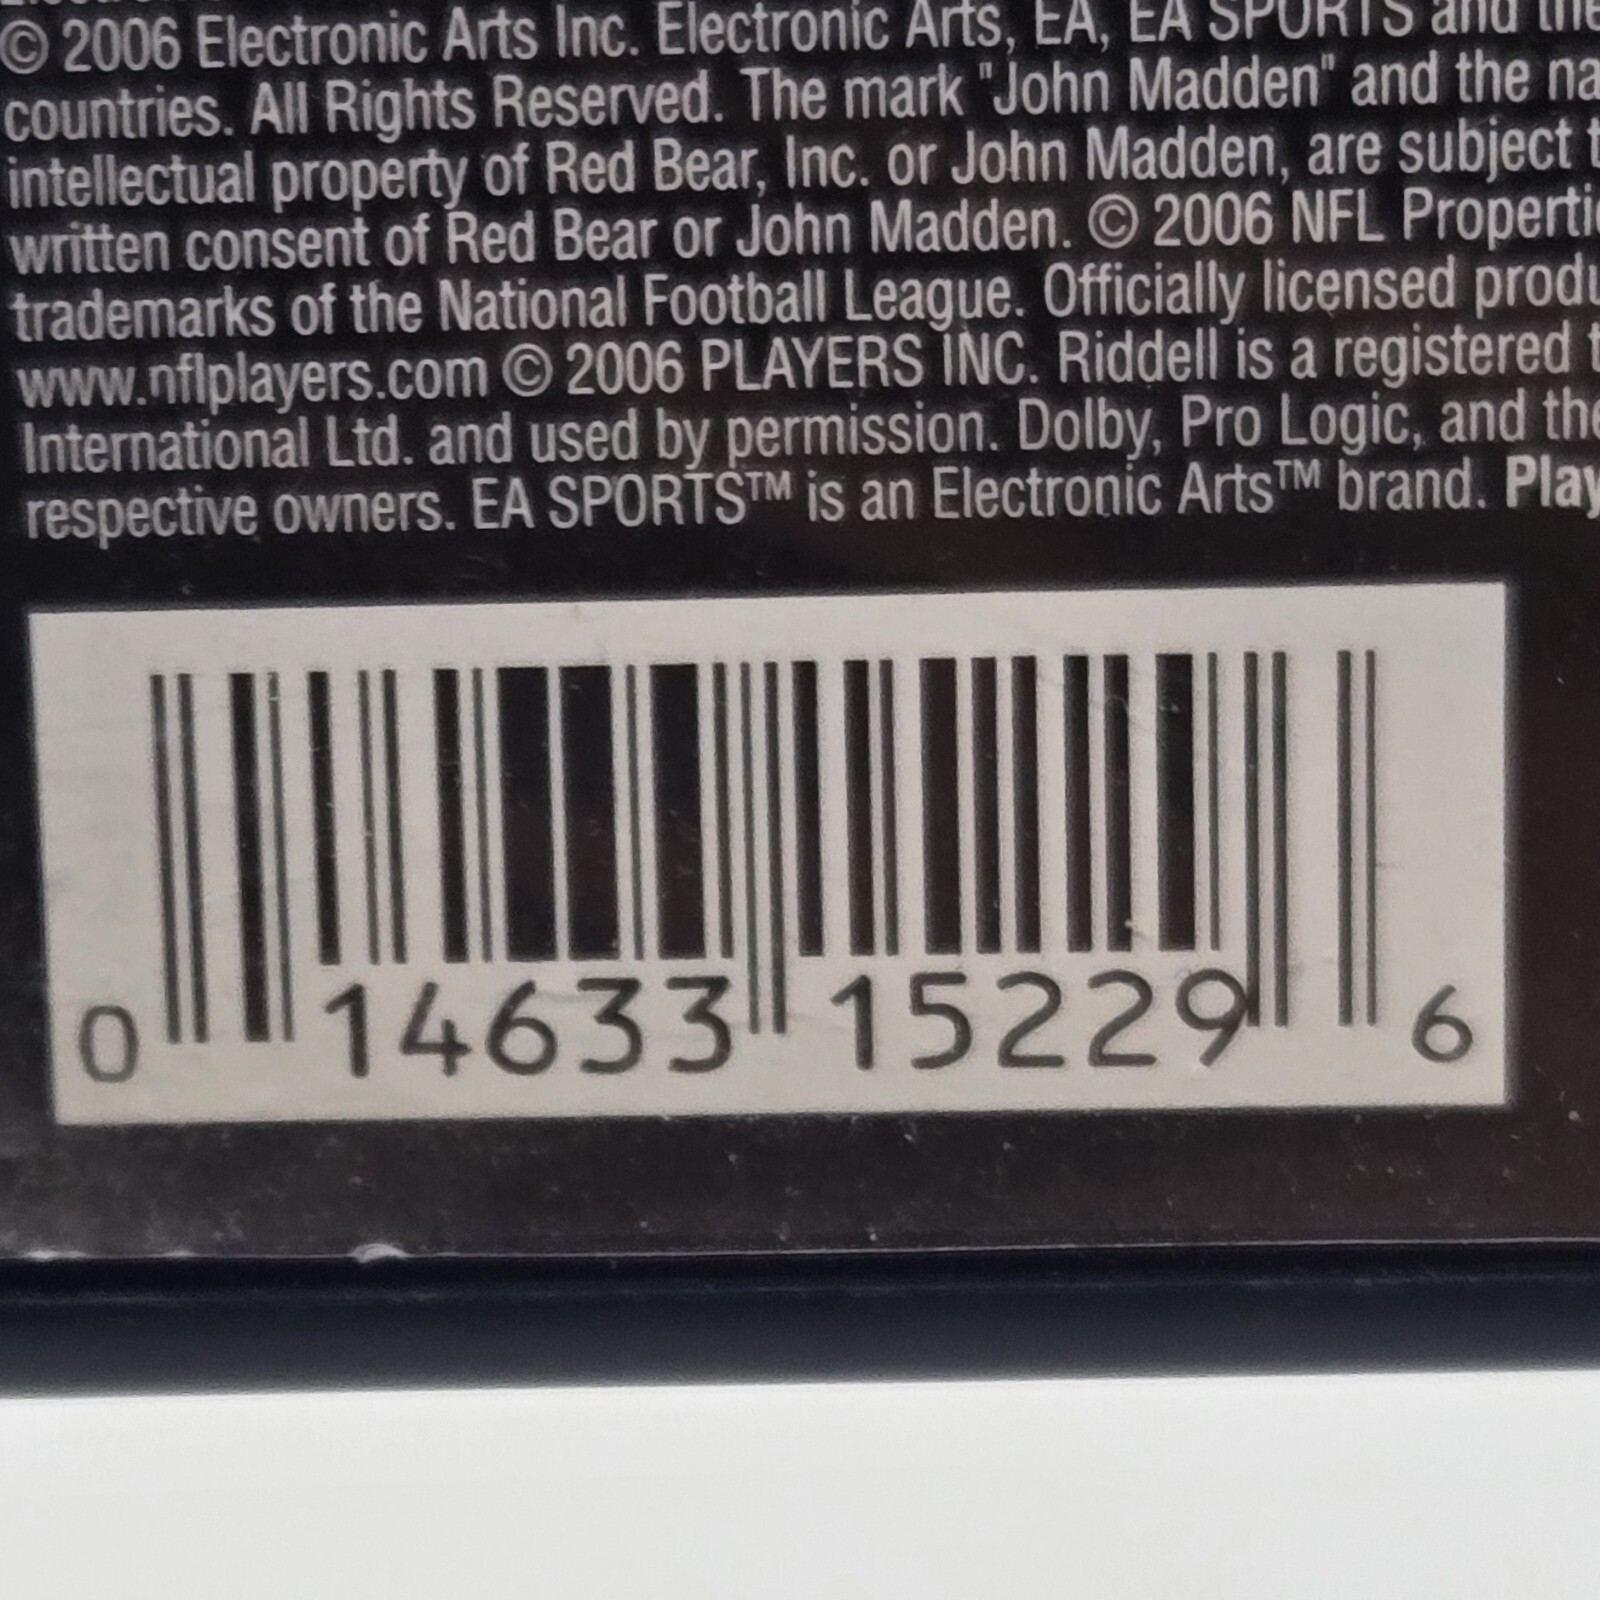 © 2006 Electronic Arts Inc. Electronic Arts, EA, EA SPORTS and the
countries. All Rights Reserved. The mark "John Madden" and the na
intellectual property of Red Bear, Inc. or John Madden, are subject t
written consent of Red Bear or John Madden. © 2006 NFL Properti
trademarks of the National Football League. Officially licensed produ
www.nflplayers.com © 2006 PLAYERS INC. Riddell is a registered t
International Ltd. and used by permission. Dolby, Pro Logic, and the
respective owners. EA SPORTS™ is an Electronic Arts™ brand. Play
0 14633 15229 6